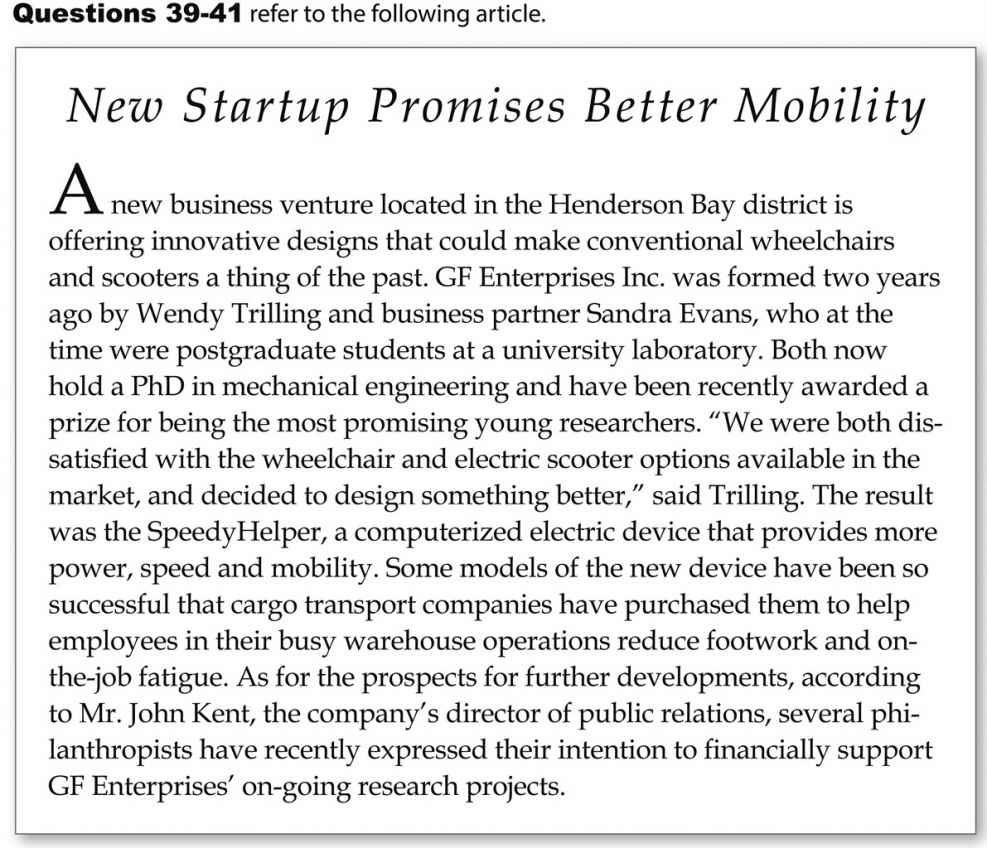 Questions 39-41 refer to the following article.
New Startup Promises Better Mobility
A new business venture located in the Henderson Bay district is
offering innovative designs that could make conventional wheelchairs
and scooters a thing of the past. GF Enterprises Inc. was formed two years
ago by Wendy Trilling and business partner Sandra Evans, who at the
time were postgraduate students at a university laboratory. Both now
hold a PhD in mechanical engineering and have been recently awarded a
prize for being the most promising young researchers. “We were both dis-
satisfied with the wheelchair and electric scooter options available in the
market, and decided to design something better,” said Trilling. The result
was the SpeedyHelper, a computerized electric device that provides more
power, speed and mobility. Some models of the new device have been so
successful that cargo transport companies have purchased them to help
employees in their busy warehouse operations reduce footwork and on-
the-job fatigue. As for the prospects for further developments, according
to Mr. John Kent, the company’s director of public relations, several phi-
lanthropists have recently expressed their intention to financially support
GF Enterprises’ on-going research projects.